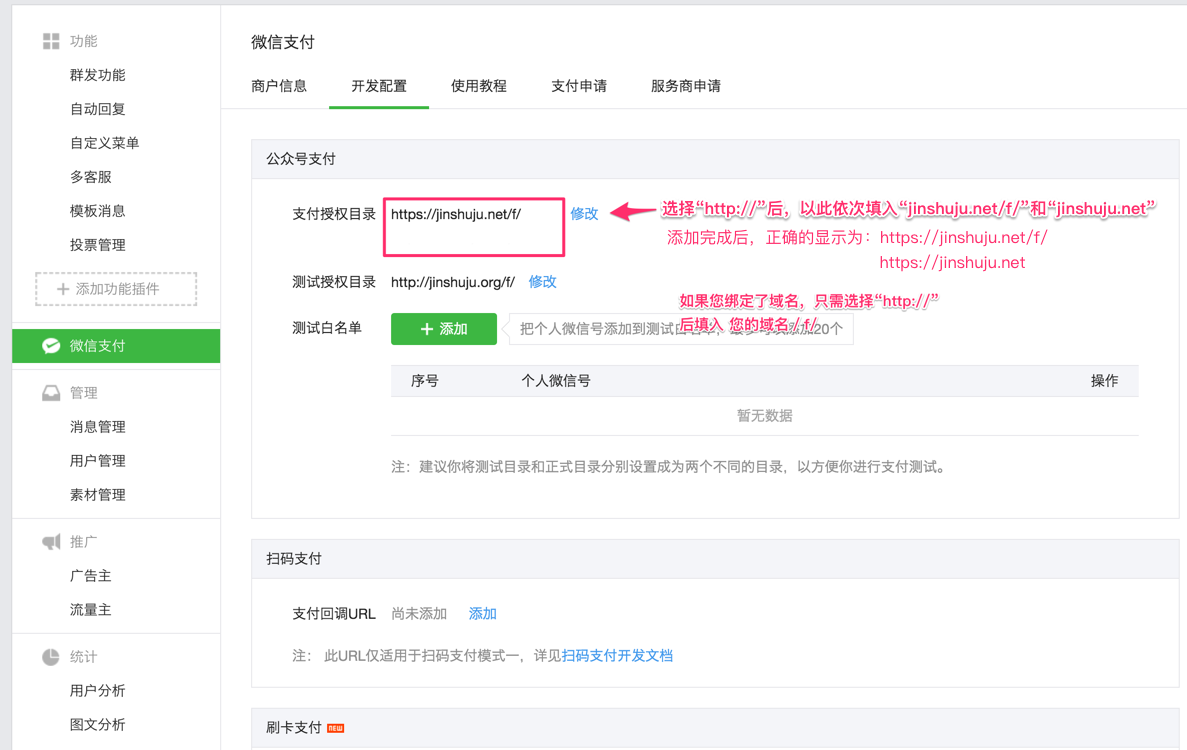 功能
群发功能
自动回复
自定义菜单
多客服
模板消息
投票管理
添加功能插件
微信支付
管理
消息管理
用户管理
素材管理
推广
广告主
流量主
统计
用户分析
图文分析
微信支付
商户信息 开发配置 使用教程 支付申请 服务商申请
公众号支付
支付授权目录 https://jinshuju.net/f/ 修改
选择“http://”后，以此依次填入“jinshuju.net/f/”和“jinshuju.net”
添加完成后，正确的显示为：https://jinshuju.net/f/
https://jinshuju.net
测试授权目录 http://jinshuju.org/f/ 修改
如果您绑定了域名，只需选择“http://”
后填入 您的域名 / f/
测试白名单 添加 把个人微信号添加到测试白名单，最多可以添加20个
序号 个人微信号 操作
暂无数据
注：建议你将测试目录和正式目录分别设置成为两个不同的目录，以方便你进行支付测试。
扫码支付
支付回调URL 尚未添加 添加
注： 此URL仅适用于扫码支付模式一，详见扫码支付开发文档
刷卡支付 NEW